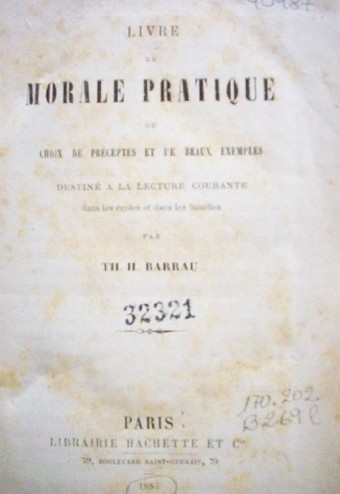 LIVRE
DE
MORALE PRATIQUE
OU
CHOIX DE PRÉCEPTES ET DE BEAUX EXEMPLES
DESTINÉ A LA LECTURE COURANTE
dans les écoles et dans les familles
PAR
TH. H. BARRAU
32321
170.202.
B269l
PARIS
LIBRAIRIE HACHETTE ET Cie
79, BOULEVARD SAINT-GERMAIN, 79